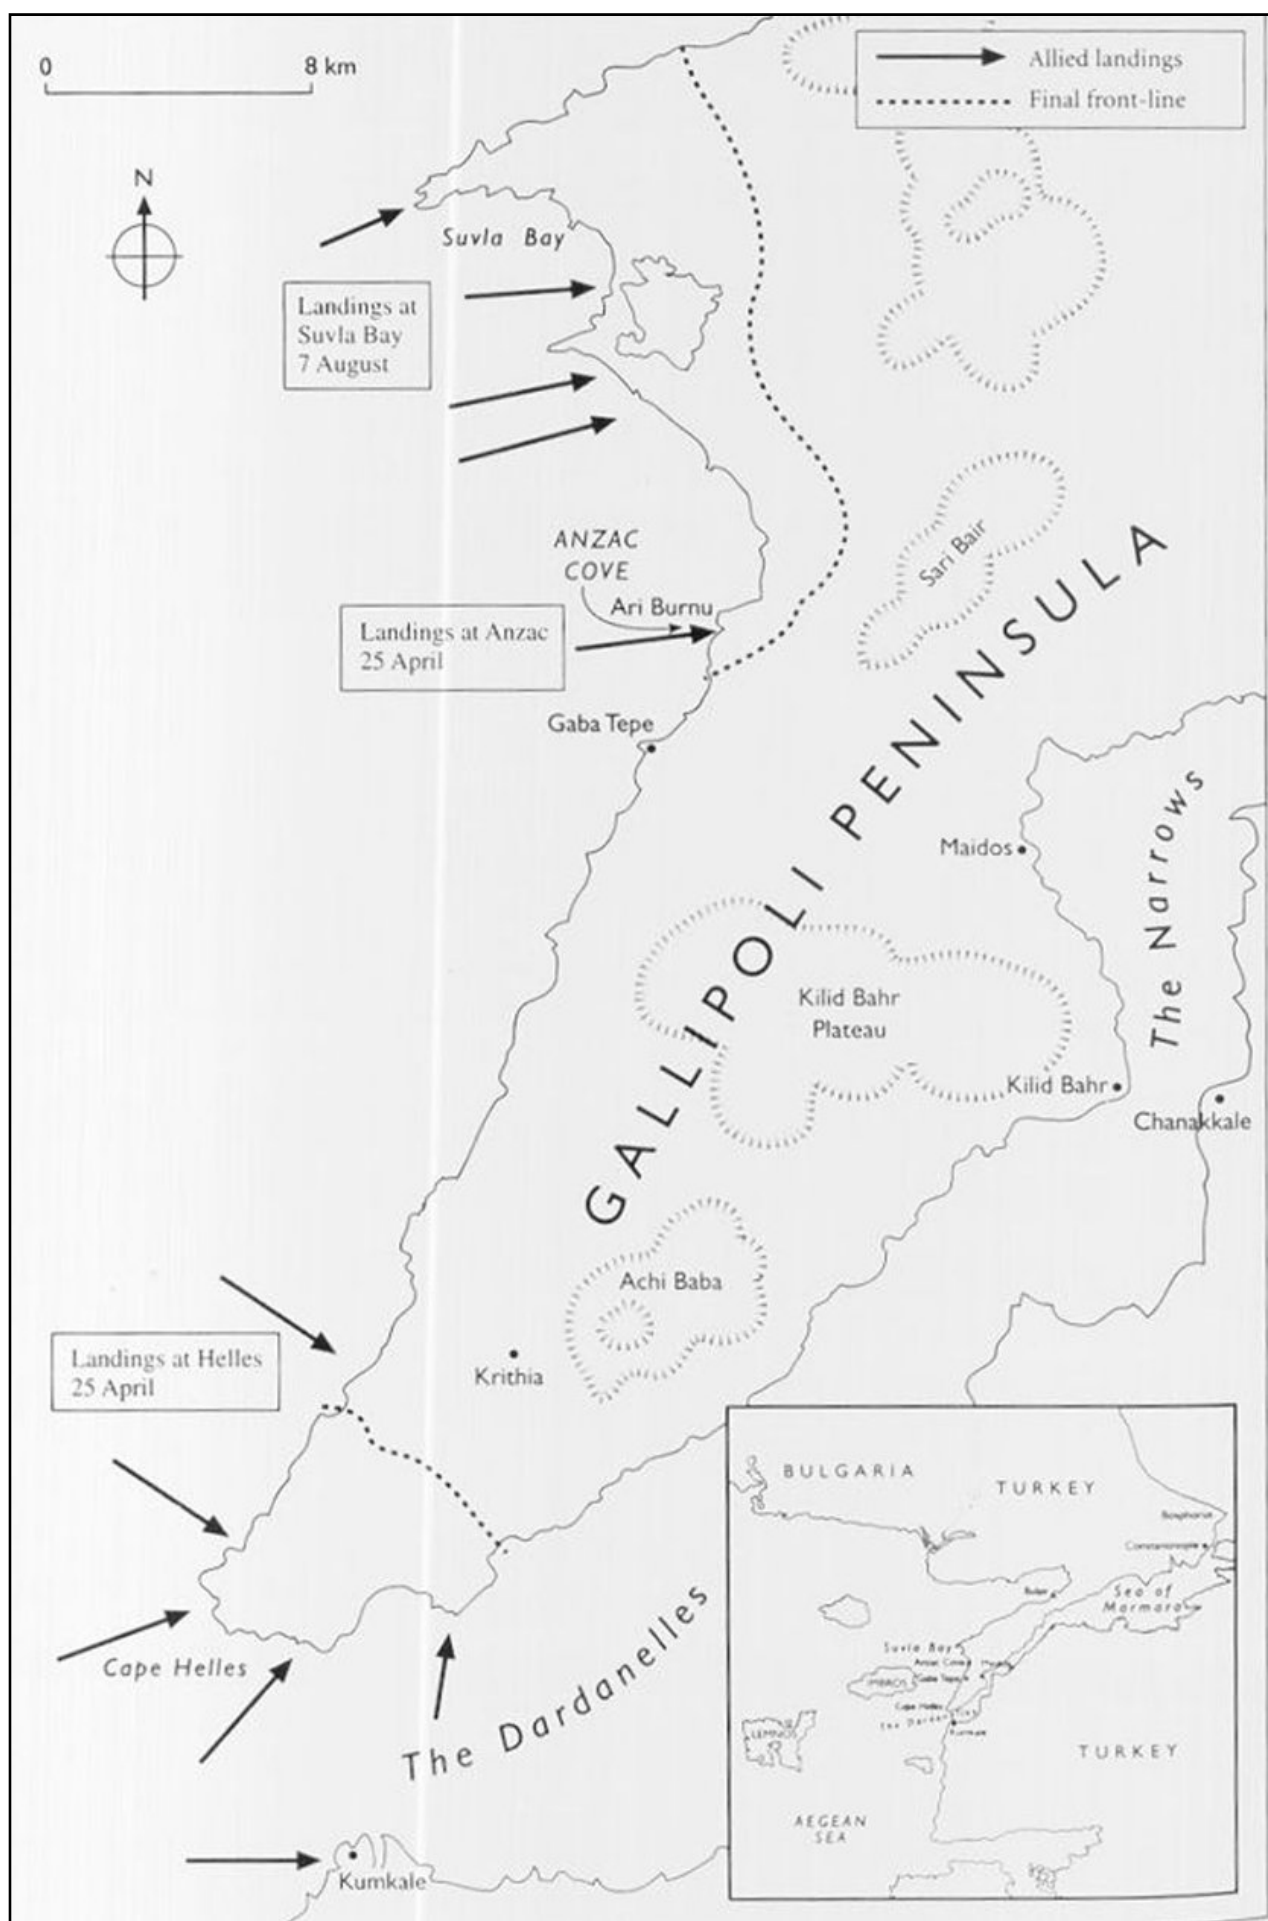 0 8 km
Allied landings
Final front-line
N
Suvla Bay
Landings at
Suvla Bay
7 August
ANZAC
COVE
Ari Burnu
Sari Bair
Landings at Anzac
25 April
Gaba Tepe
GALLIPOLI PENINSULA
Maidos
The Narrows
Kilid Bahr
Plateau
Kilid Bahr
Chanakkale
Achi Baba
Krithia
Landings at Helles
25 April
Cape Helles
The Dardanelles
Kumkale
BULGARIA
TURKEY
Bosphorus
Constantinople
Sea of
Marmara
Suvla Bay
Anzac Cove
Gaba Tepe
IMBROS
Cape Helles
The Dardanelles
Kumkale
LEMNOS
TURKEY
AEGEAN
SEA